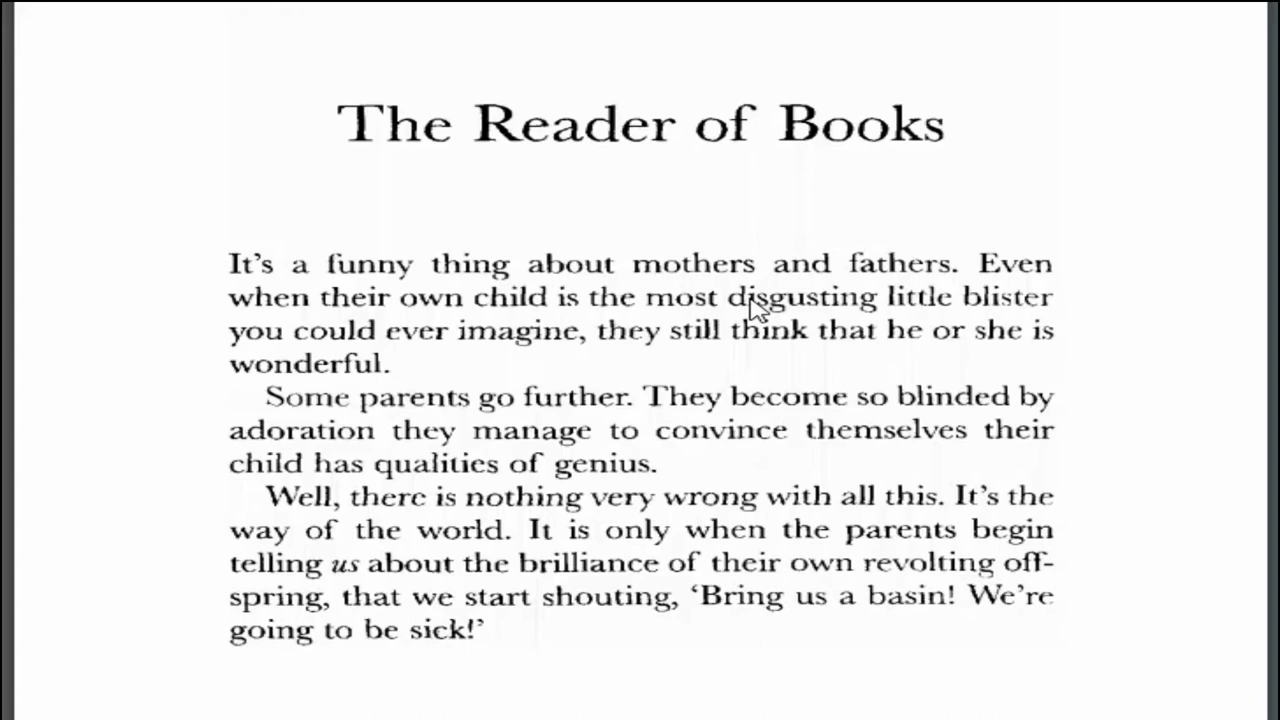 The Reader of Books
It's a funny thing about mothers and fathers. Even
when their own child is the most disgusting little blister
you could ever imagine, they still think that he or she is
wonderful.
Some parents go further. They become so blinded by
adoration they manage to convince themselves their
child has qualities of genius.
Well, there is nothing very wrong with all this. It's the
way of the world. It is only when the parents begin
telling us about the brilliance of their own revolting off-
spring, that we start shouting, ‘Bring us a basin! We're
going to be sick!’